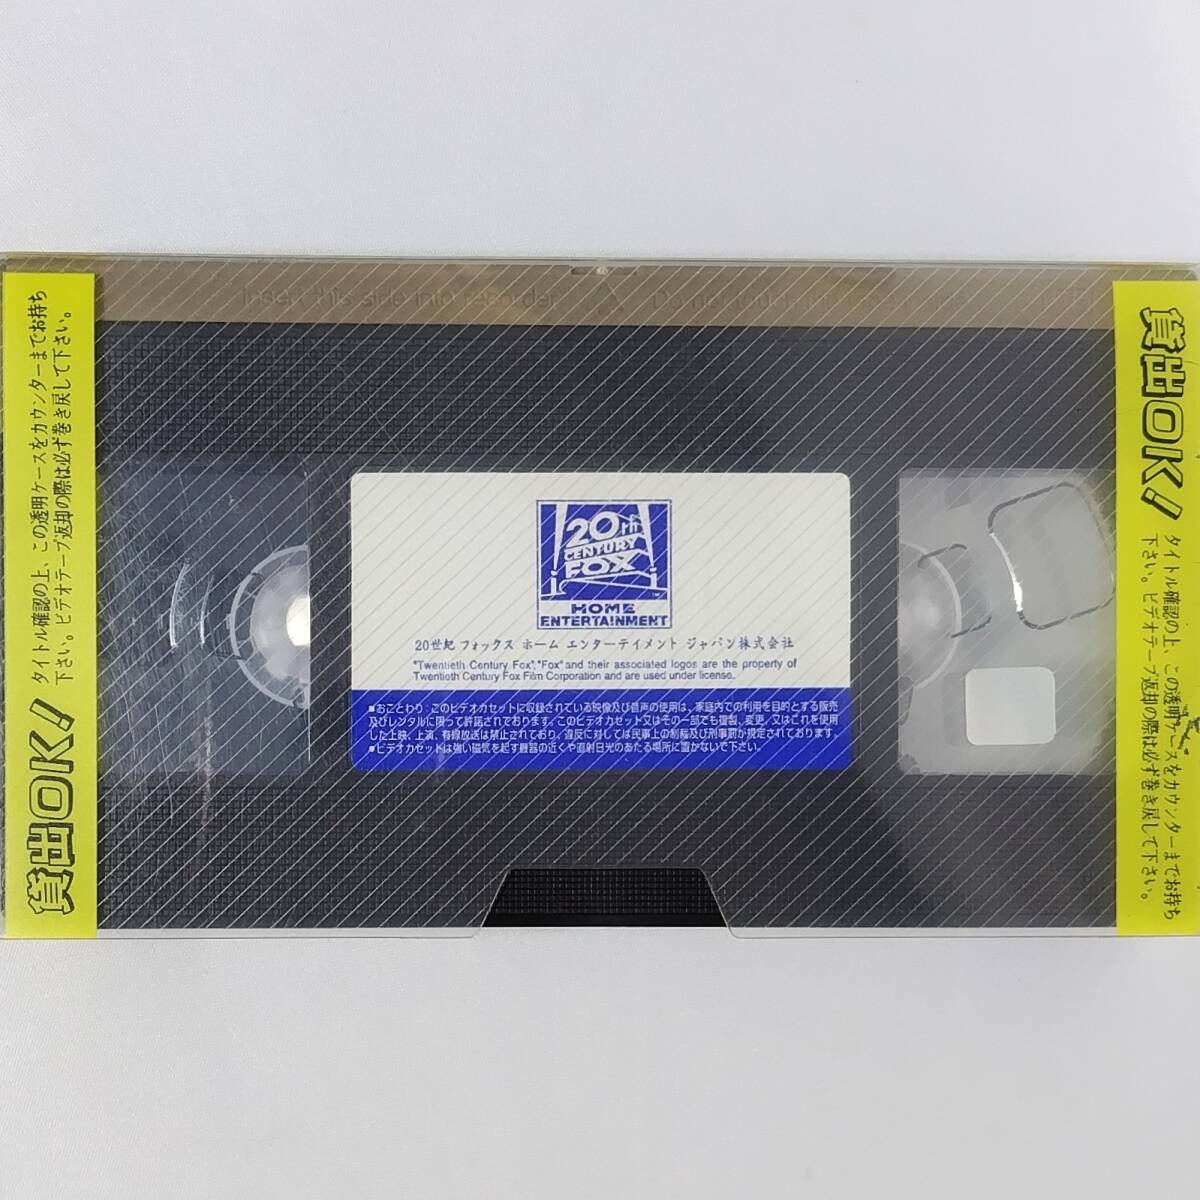 貸出OK!
タイトル確認の上、この透明ケースをカウンターまでお持ち
下さい。ビデオテープ返却の際は必ず巻き戻して下さい。
Insert this side into recorder
20th
CENTURY
FOX
HOME
ENTERTAINMENT
20世紀 フォックス ホーム エンターテイメント ジャパン株式会社
"Twentieth Century Fox", "Fox" and their associated logos are the property of
Twentieth Century Fox Film Corporation and are used under license.
■おことわり:このビデオカセットに収録されている映像及び音声の使用は、家庭内での利用を目的とする販売
及びレンタルに限って許諾されております。このビデオカセット又はその一部でも複製、変更、又はこれを使用
した上映、上演、有線放送は禁止されており、違反に対しては民事上の制裁及び刑事罰が規定されております。
●ビデオカセットは強い磁気を起す機器の近くや直射日光のあたる場所に置かないで下さい。
貸出OK!
タイトル確認の上、この透明ケースをカウンターまでお持ち
下さい。ビデオテープ返却の際は必ず巻き戻して下さい。